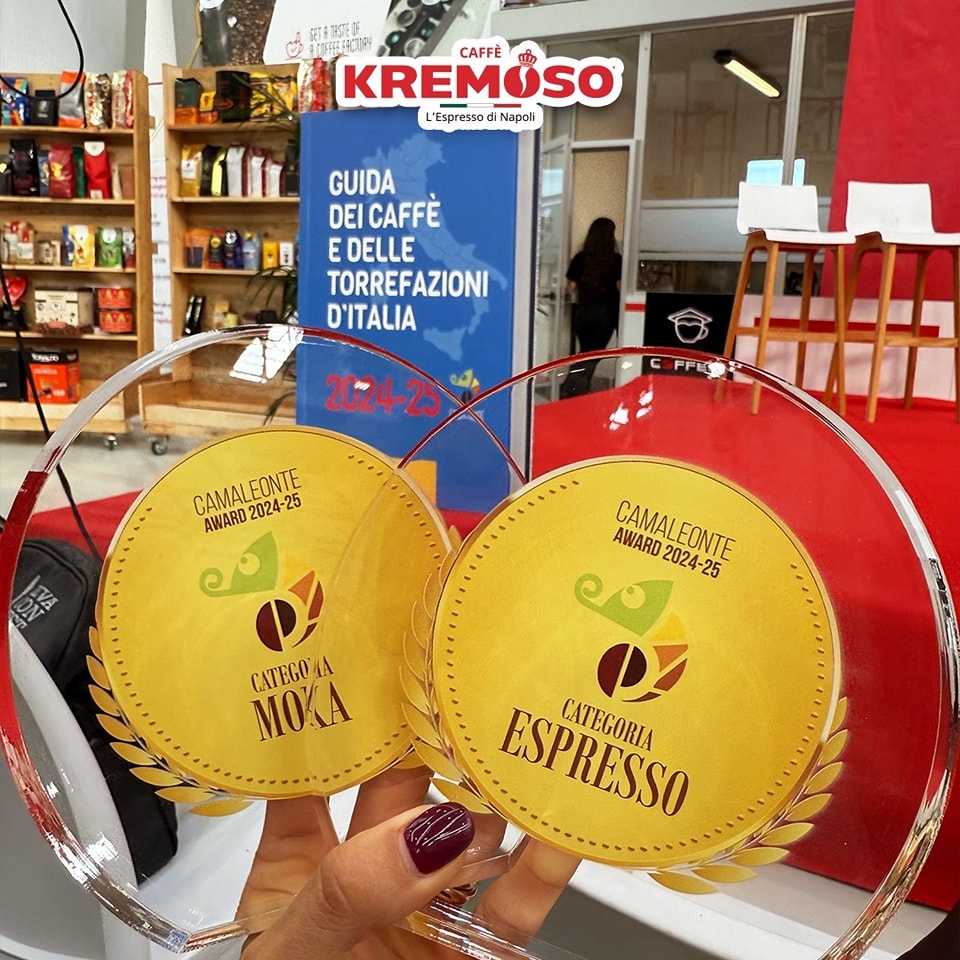 GET A TASTE OF
A COFFEE FACTORY
CAFFÈ
KREMOSO
L'Espresso di Napoli
GUIDA
DEI CAFFÈ
E DELLE
TORREFAZIONI
D'ITALIA
2024-25
CAMALEONTE
AWARD 2024-25
CATEGORIA
MOKA
CAMALEONTE
AWARD 2024-25
CATEGORIA
ESPRESSO